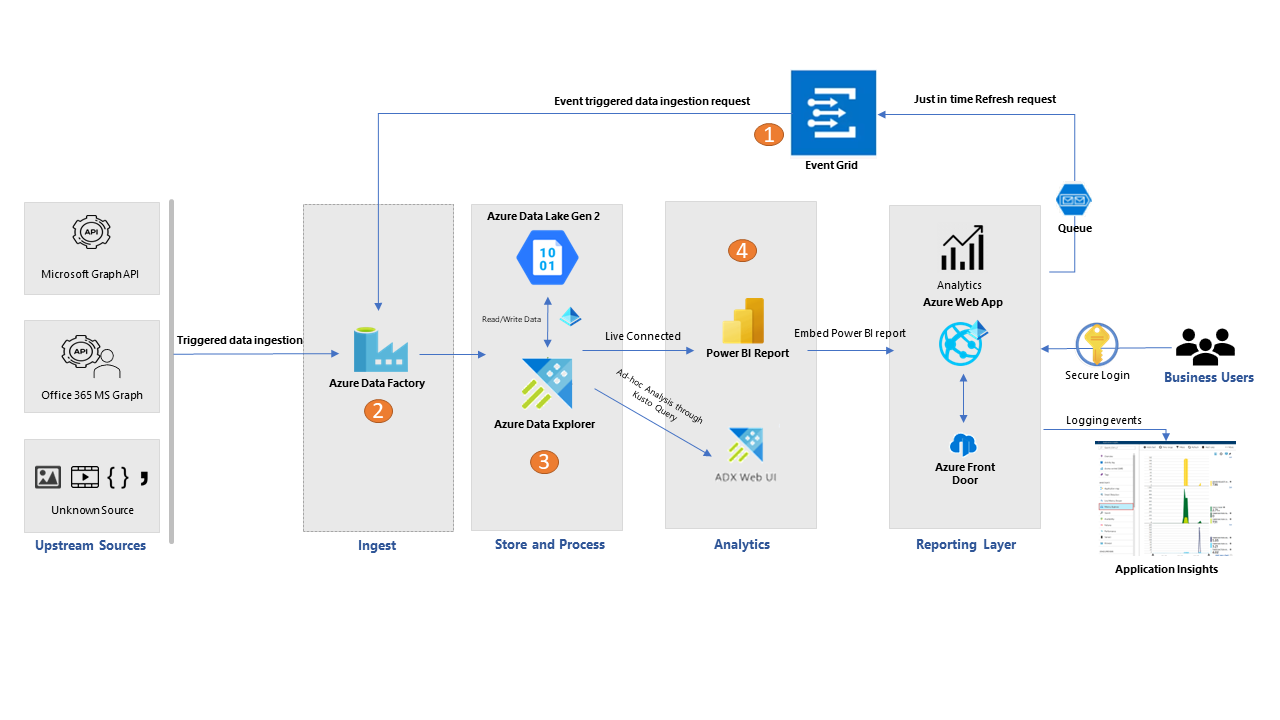 Event triggered data ingestion request
Just in time Refresh request
1
Event Grid
Queue
API
Microsoft Graph API
API
Office 365 MS Graph
{ } ,
Unknown Source
Upstream Sources
Triggered data ingestion
Azure Data Factory
2
Ingest
Azure Data Lake Gen 2
10
01
Read/Write Data
Azure Data Explorer
3
Store and Process
Live Connected
Ad-hoc Analysis through
Kusto Query
4
Power BI Report
ADX Web UI
Analytics
Embed Power BI report
Analytics
Azure Web App
Azure Front
Door
Reporting Layer
Secure Login
Business Users
Logging events
Application Insights